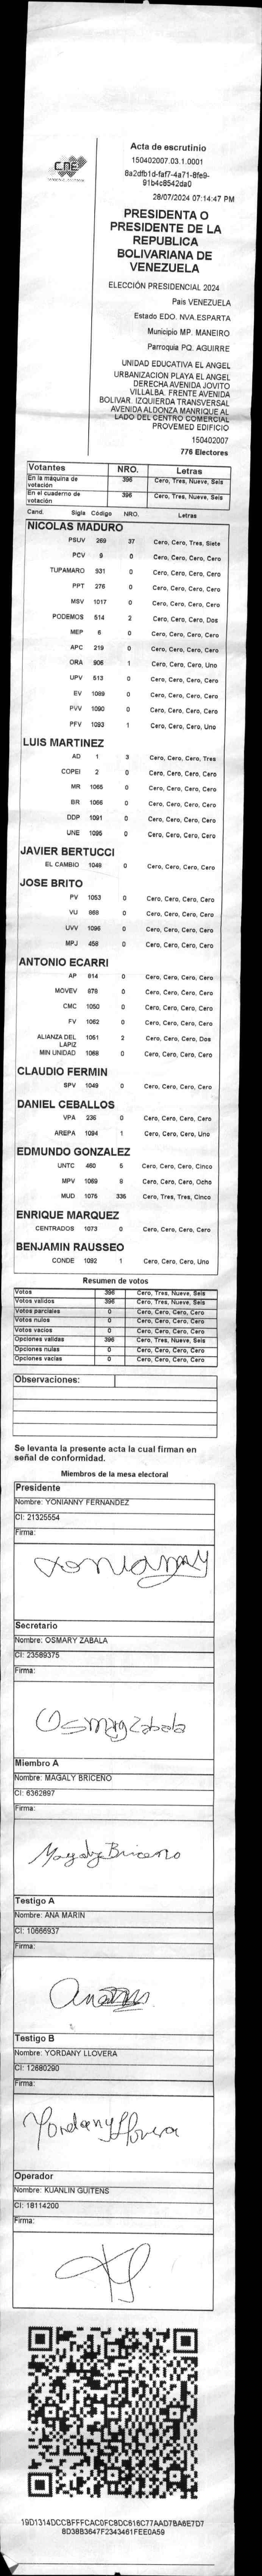 CNE
Acta de escrutinio
150402007.03.1.0001
8a2dfb1d-faf7-4a71-8fe9-
91b4c8542da0
28/07/2024 07:14:47 PM
PRESIDENTA O
PRESIDENTE DE LA
REPUBLICA
BOLIVARIANA DE
VENEZUELA
ELECCIÓN PRESIDENCIAL 2024
Pais VENEZUELA
Estado EDO. NVA.ESPARTA
Municipio MP. MANEIRO
Parroquia PQ. AGUIRRE
UNIDAD EDUCATIVA EL ANGEL
URBANIZACION PLAYA EL ANGEL
DERECHA AVENIDA JOVITO
VILLALBA. FRENTE AVENIDA
BOLIVAR. IZQUIERDA TRANSVERSAL
AVENIDA ALDONZA MANRIQUE AL
LADO DEL CENTRO COMERCIAL
PROVEMED EDIFICIO
150402007
776 Electores
Votantes NRO. Letras
En la máquina de votación 396 Cero, Tres, Nueve, Seis
En el cuaderno de votación 396 Cero, Tres, Nueve, Seis
Cand. Sigla Código NRO. Letras
NICOLAS MADURO
PSUV 269 37 Cero, Cero, Tres, Siete
PCV 9 0 Cero, Cero, Cero, Cero
TUPAMARO 931 0 Cero, Cero, Cero, Cero
PPT 276 0 Cero, Cero, Cero, Cero
MSV 1017 0 Cero, Cero, Cero, Cero
PODEMOS 514 2 Cero, Cero, Cero, Dos
MEP 6 0 Cero, Cero, Cero, Cero
APC 219 0 Cero, Cero, Cero, Cero
ORA 906 1 Cero, Cero, Cero, Uno
UPV 513 0 Cero, Cero, Cero, Cero
EV 1089 0 Cero, Cero, Cero, Cero
PVV 1090 0 Cero, Cero, Cero, Cero
PFV 1093 1 Cero, Cero, Cero, Uno
LUIS MARTINEZ
AD 1 3 Cero, Cero, Cero, Tres
COPEI 2 0 Cero, Cero, Cero, Cero
MR 1065 0 Cero, Cero, Cero, Cero
BR 1066 0 Cero, Cero, Cero, Cero
DDP 1091 0 Cero, Cero, Cero, Cero
UNE 1095 0 Cero, Cero, Cero, Cero
JAVIER BERTUCCI
EL CAMBIO 1048 0 Cero, Cero, Cero, Cero
JOSE BRITO
PV 1053 0 Cero, Cero, Cero, Cero
VU 868 0 Cero, Cero, Cero, Cero
UVV 1096 0 Cero, Cero, Cero, Cero
MPJ 458 0 Cero, Cero, Cero, Cero
ANTONIO ECARRI
AP 814 0 Cero, Cero, Cero, Cero
MOVEV 878 0 Cero, Cero, Cero, Cero
CMC 1050 0 Cero, Cero, Cero, Cero
FV 1062 0 Cero, Cero, Cero, Cero
ALIANZA DEL LAPIZ 1051 2 Cero, Cero, Cero, Dos
MIN UNIDAD 1088 0 Cero, Cero, Cero, Cero
CLAUDIO FERMIN
SPV 1049 0 Cero, Cero, Cero, Cero
DANIEL CEBALLOS
VPA 236 0 Cero, Cero, Cero, Cero
AREPA 1094 1 Cero, Cero, Cero, Uno
EDMUNDO GONZALEZ
UNTC 460 5 Cero, Cero, Cero, Cinco
MPV 1069 8 Cero, Cero, Cero, Ocho
MUD 1075 335 Cero, Tres, Tres, Cinco
ENRIQUE MARQUEZ
CENTRADOS 1073 0 Cero, Cero, Cero, Cero
BENJAMIN RAUSSEO
CONDE 1092 1 Cero, Cero, Cero, Uno
Resumen de votos
Votos 396 Cero, Tres, Nueve, Seis
Votos validos 396 Cero, Tres, Nueve, Seis
Votos parciales 0 Cero, Cero, Cero, Cero
Votos nulos 0 Cero, Cero, Cero, Cero
Votos vacios 0 Cero, Cero, Cero, Cero
Opciones validas 396 Cero, Tres, Nueve, Seis
Opciones nulas 0 Cero, Cero, Cero, Cero
Opciones vacias 0 Cero, Cero, Cero, Cero
Observaciones:
Se levanta la presente acta la cual firman en
señal de conformidad.
Miembros de la mesa electoral
Presidente
Nombre: YONIANNY FERNANDEZ
CI: 21325554
Firma:
Yonianny
Secretario
Nombre: OSMARY ZABALA
CI: 23589375
Firma:
Osmary Zabala
Miembro A
Nombre: MAGALY BRICEÑO
CI: 6362897
Firma:
Magaly Briceño
Testigo A
Nombre: ANA MARIN
CI: 10666937
Firma:
Testigo B
Nombre: YORDANY LLOVERA
CI: 12680290
Firma:
Yordany Llovera
Operador
Nombre: KUANLIN GUITENS
CI: 18114200
Firma:
19D1314DCCBFFFCAC0FC8DC616C77AAD7BA6E7D7
8D38B3647F2343461FEE0A59